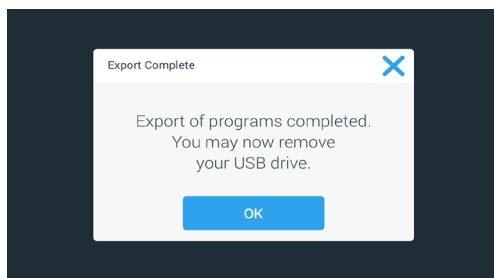 Export Complete
Export of programs completed.
You may now remove
your USB drive.
OK